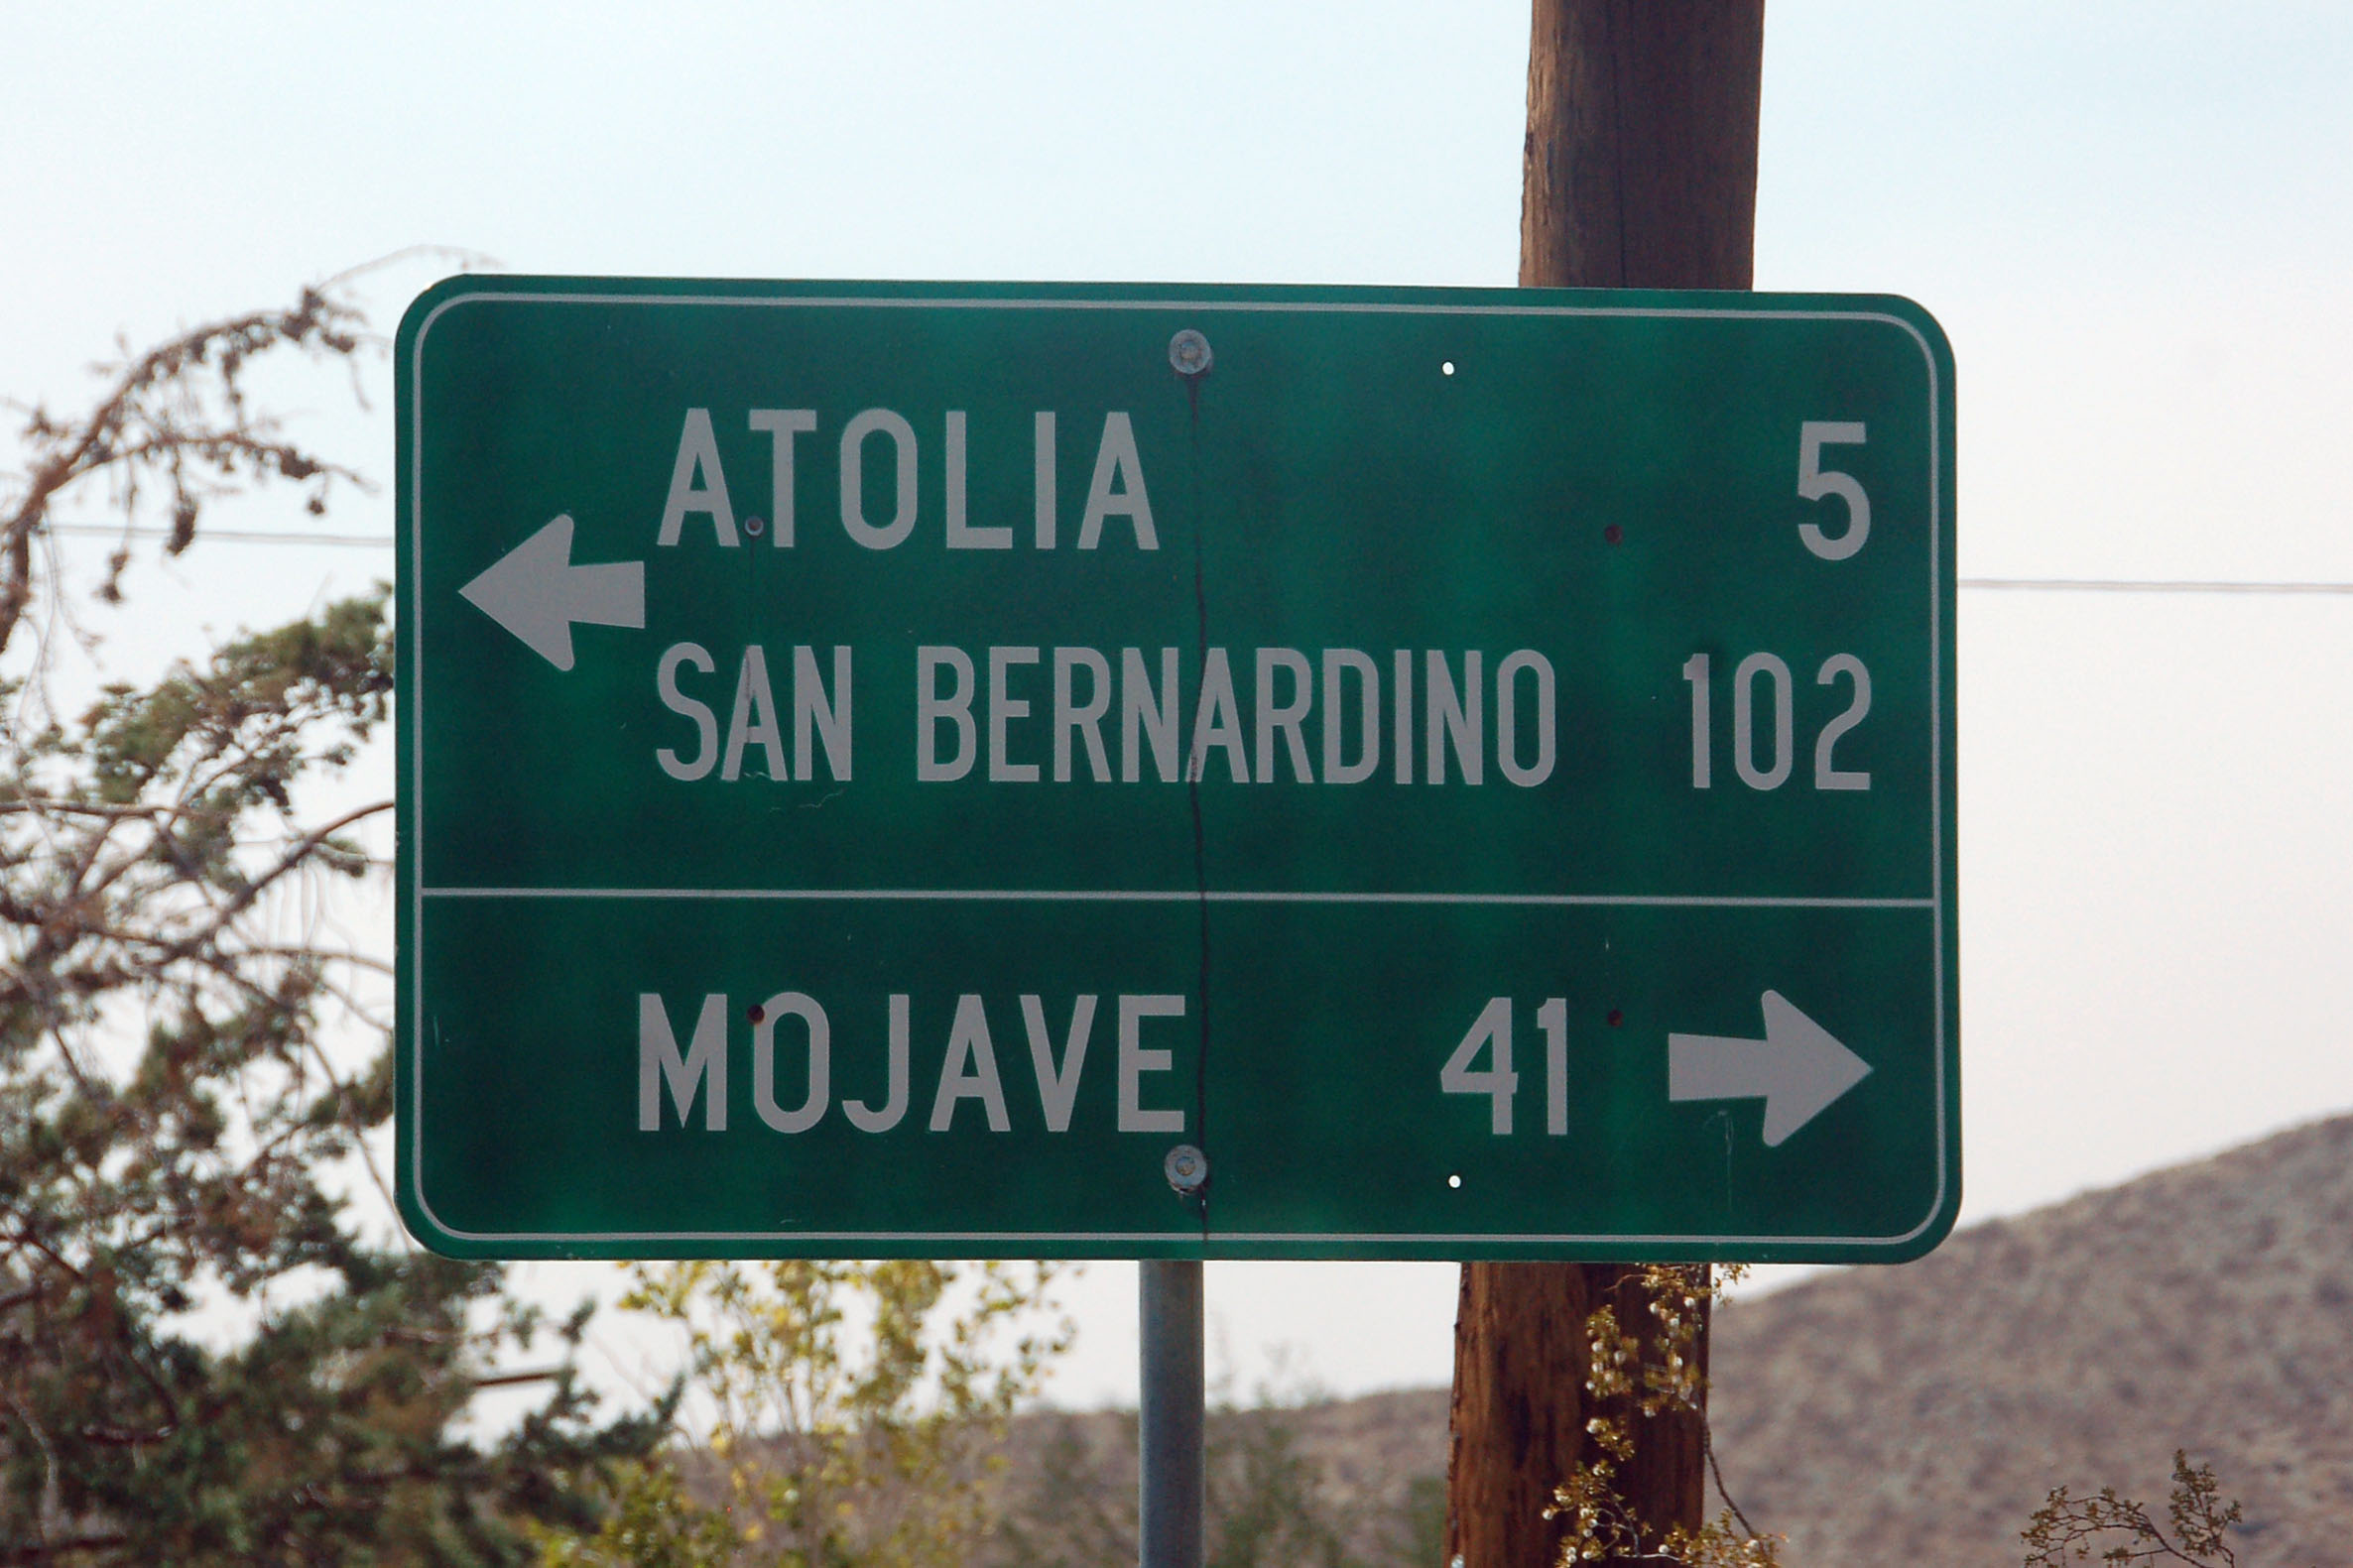 ATOLIA 5
SAN BERNARDINO 102
MOJAVE 41